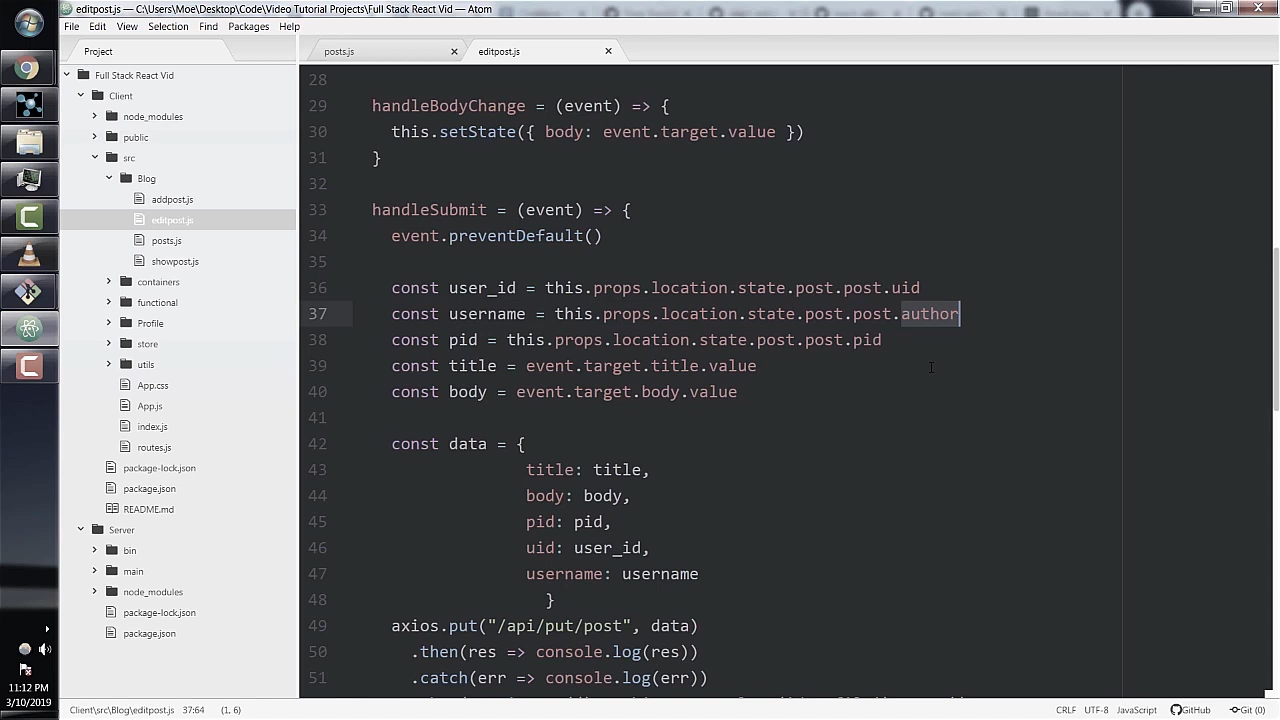 editpost.js — C:\Users\Moe\Desktop\Code\Video Tutorial Projects\Full Stack React Vid — Atom
File Edit View Selection Find Packages Help
Project
posts.js
editpost.js
Full Stack React Vid
Client
node_modules
public
src
Blog
addpost.js
editpost.js
posts.js
showpost.js
containers
functional
Profile
store
utils
App.css
App.js
index.js
routes.js
package-lock.json
package.json
README.md
Server
bin
main
node_modules
package-lock.json
package.json
28
29 handleBodyChange = (event) => {
30 this.setState({ body: event.target.value })
31 }
32
33 handleSubmit = (event) => {
34 event.preventDefault()
35
36 const user_id = this.props.location.state.post.post.uid
37 const username = this.props.location.state.post.post.author
38 const pid = this.props.location.state.post.post.pid
39 const title = event.target.title.value
40 const body = event.target.body.value
41
42 const data = {
43 title: title,
44 body: body,
45 pid: pid,
46 uid: user_id,
47 username: username
48 }
49 axios.put("/api/put/post", data)
50 .then(res => console.log(res))
51 .catch(err => console.log(err))
11:12 PM
3/10/2019
Client\src\Blog\editpost.js 37:64 (1, 6)
CRLF UTF-8 JavaScript GitHub Git (0)